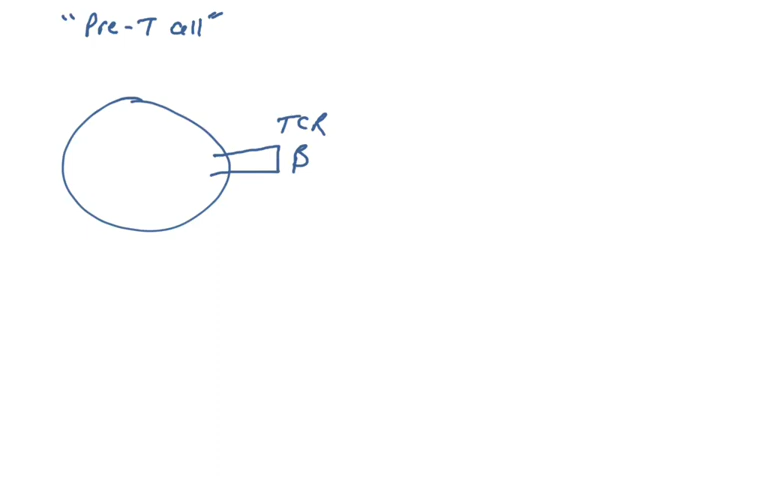 "Pre-T cell"
TCR
β